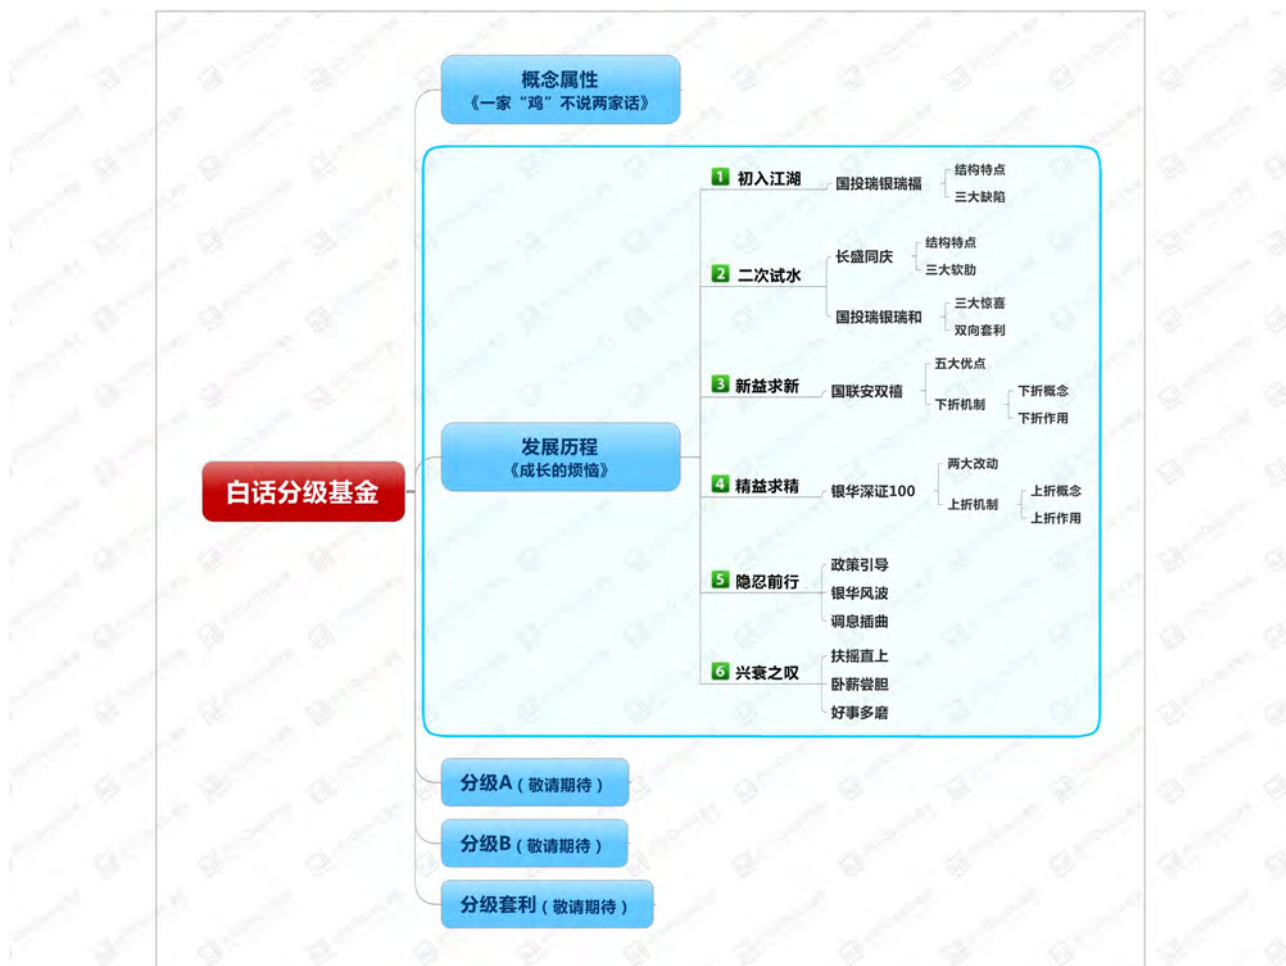 概念属性
《一家“鸡”不说两家话》
1 初入江湖
国投瑞银瑞福
结构特点
三大缺陷
2 二次试水
长盛同庆
结构特点
三大软肋
国投瑞银瑞和
三大惊喜
双向套利
3 新益求新
国联安双禧
五大优点
下折机制
下折概念
下折作用
白话分级基金
发展历程
《成长的烦恼》
4 精益求精
银华深证100
两大改动
上折机制
上折概念
上折作用
5 隐忍前行
政策引导
银华风波
调息插曲
6 兴衰之叹
扶摇直上
卧薪尝胆
好事多磨
分级A（敬请期待）
分级B（敬请期待）
分级套利（敬请期待）